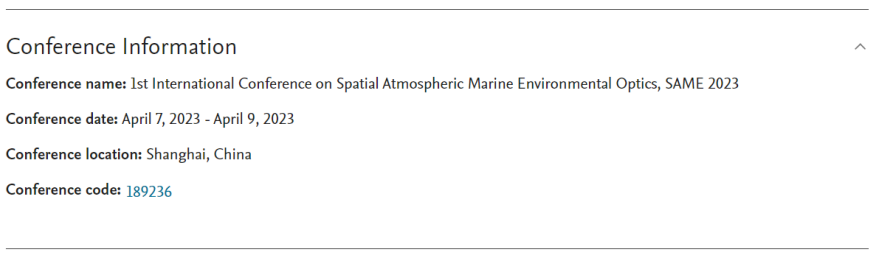 Conference Information
Conference name: 1st International Conference on Spatial Atmospheric Marine Environmental Optics, SAME 2023
Conference date: April 7, 2023 - April 9, 2023
Conference location: Shanghai, China
Conference code: 189236